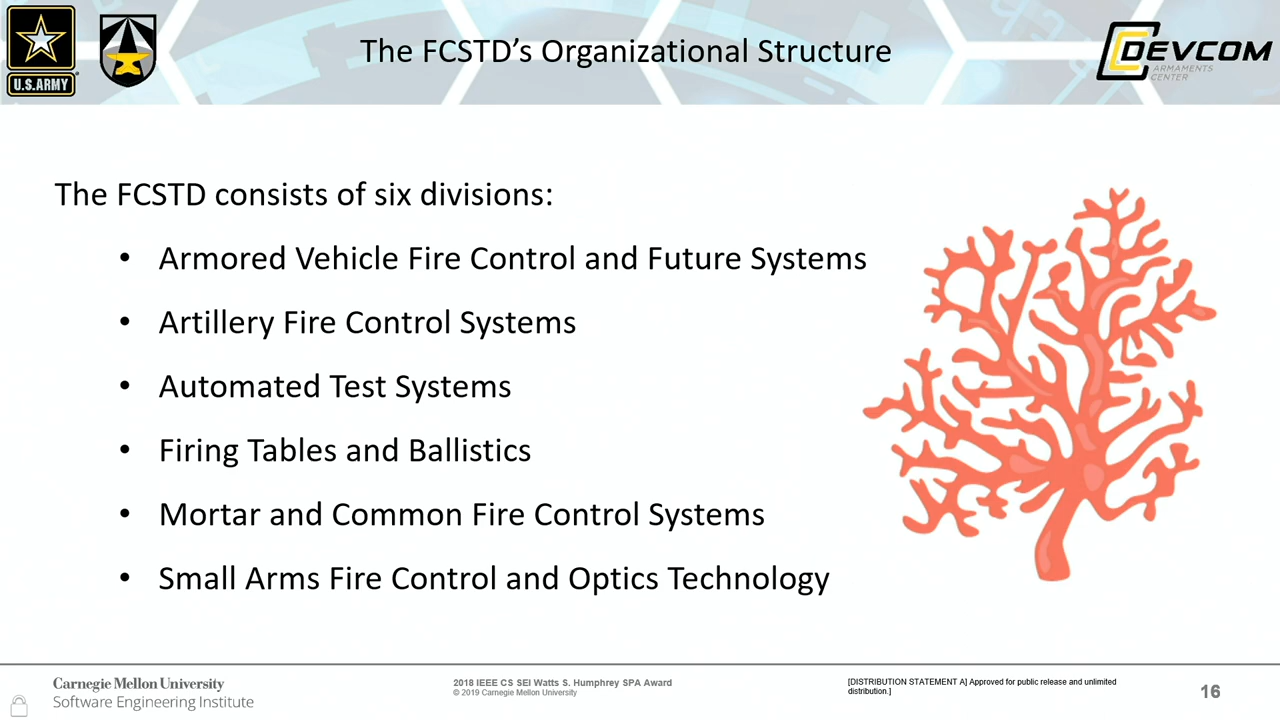 The FCSTD’s Organizational Structure
U.S.ARMY
DEVCOM
ARMAMENTS
CENTER
The FCSTD consists of six divisions:
• Armored Vehicle Fire Control and Future Systems
• Artillery Fire Control Systems
• Automated Test Systems
• Firing Tables and Ballistics
• Mortar and Common Fire Control Systems
• Small Arms Fire Control and Optics Technology
Carnegie Mellon University
Software Engineering Institute
2018 IEEE CS SEI Watts S. Humphrey SPA Award
© 2019 Carnegie Mellon University
[DISTRIBUTION STATEMENT A] Approved for public release and unlimited
distribution.]
16